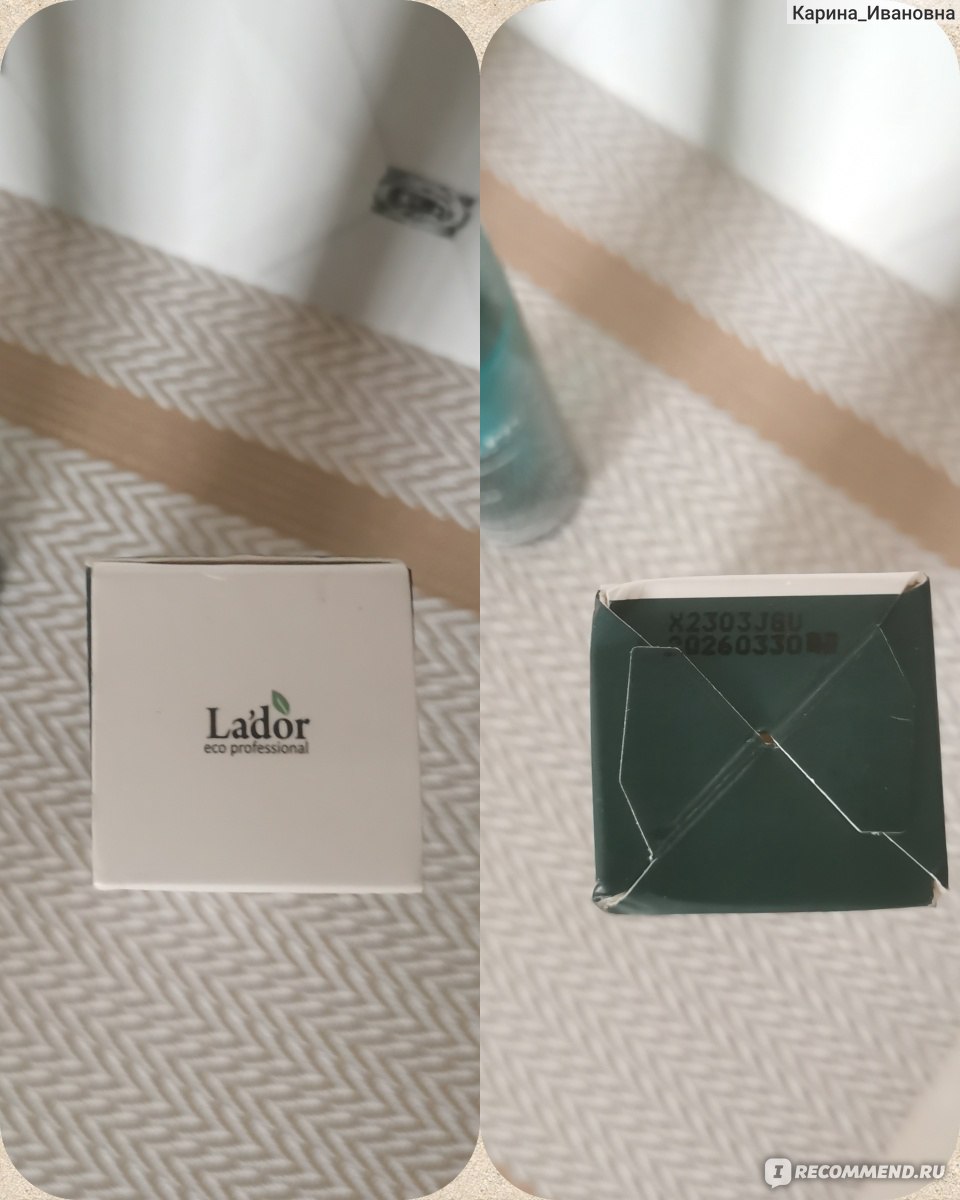 Карина_Ивановна
La'dor
eco professional
X2303JGU
20260330
I RECOMMEND.RU